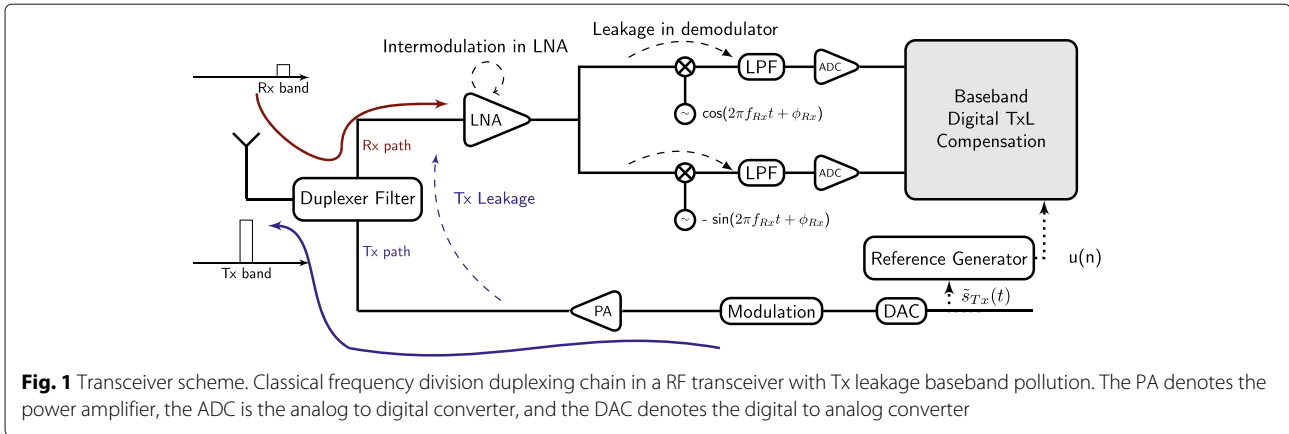 Intermodulation in LNA
Leakage in demodulator
Rx band
LNA
LPF
ADC
cos(2πf_{Rx}t + ϕ_{Rx})
Baseband
Digital TxL
Compensation
Rx path
Duplexer Filter
Tx Leakage
LPF
ADC
- sin(2πf_{Rx}t + ϕ_{Rx})
Tx path
Tx band
Reference Generator
u(n)
s̃_{Tx}(t)
PA
Modulation
DAC
Fig. 1 Transceiver scheme. Classical frequency division duplexing chain in a RF transceiver with Tx leakage baseband pollution. The PA denotes the
power amplifier, the ADC is the analog to digital converter, and the DAC denotes the digital to analog converter